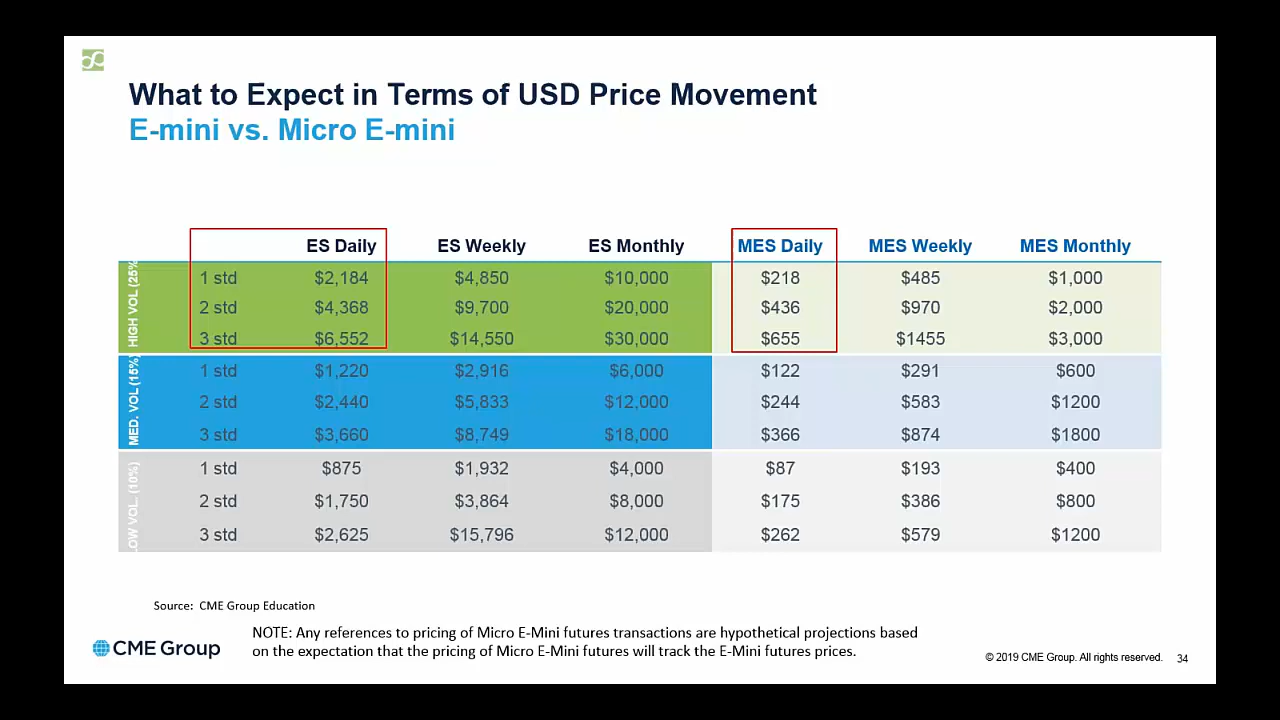 What to Expect in Terms of USD Price Movement
E-mini vs. Micro E-mini
ES Daily ES Weekly ES Monthly MES Daily MES Weekly MES Monthly
HIGH VOL (25%
1 std $2,184 $4,850 $10,000 $218 $485 $1,000
2 std $4,368 $9,700 $20,000 $436 $970 $2,000
3 std $6,552 $14,550 $30,000 $655 $1455 $3,000
MED. VOL (15%)
1 std $1,220 $2,916 $6,000 $122 $291 $600
2 std $2,440 $5,833 $12,000 $244 $583 $1200
3 std $3,660 $8,749 $18,000 $366 $874 $1800
LOW VOL. (10%)
1 std $875 $1,932 $4,000 $87 $193 $400
2 std $1,750 $3,864 $8,000 $175 $386 $800
3 std $2,625 $15,796 $12,000 $262 $579 $1200
Source: CME Group Education
CME Group
NOTE: Any references to pricing of Micro E-Mini futures transactions are hypothetical projections based
on the expectation that the pricing of Micro E-Mini futures will track the E-Mini futures prices.
© 2019 CME Group. All rights reserved. 34